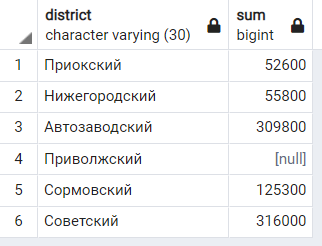 district sum
character varying (30) bigint
1 Приокский 52600
2 Нижегородский 55800
3 Автозаводский 309800
4 Приволжский [null]
5 Сормовский 125300
6 Советский 316000